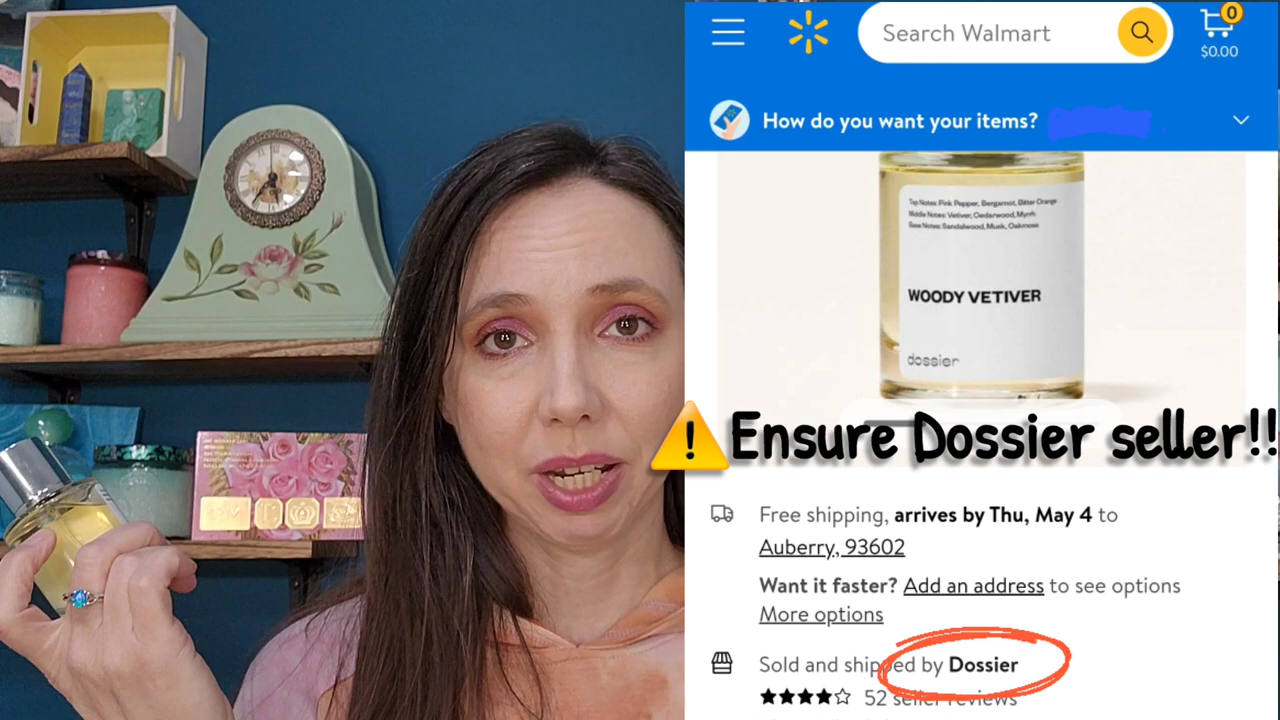 Search Walmart
0
$0.00
How do you want your items?
Top Notes: Pink Pepper, Bergamot, Bitter Orange
Middle Notes: Vetiver, Cedarwood, Myrrh
Base Notes: Sandalwood, Musk, Oakmoss
WOODY VETIVER
dossier
Ensure Dossier seller!!
Free shipping, arrives by Thu, May 4 to
Auberry, 93602
Want it faster? Add an address to see options
More options
Sold and shipped by Dossier
52 seller reviews